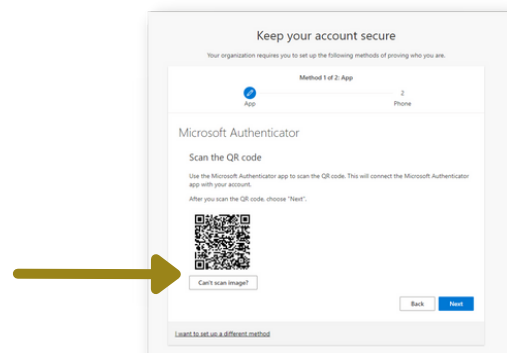 Keep your account secure
Your organization requires you to set up the following methods of proving who you are.
Method 1 of 2: App
App
2
Phone
Microsoft Authenticator
Scan the QR code
Use the Microsoft Authenticator app to scan the QR code. This will connect the Microsoft Authenticator
app with your account.
After you scan the QR code, choose "Next".
Can't scan image?
Back Next
I want to set up a different method